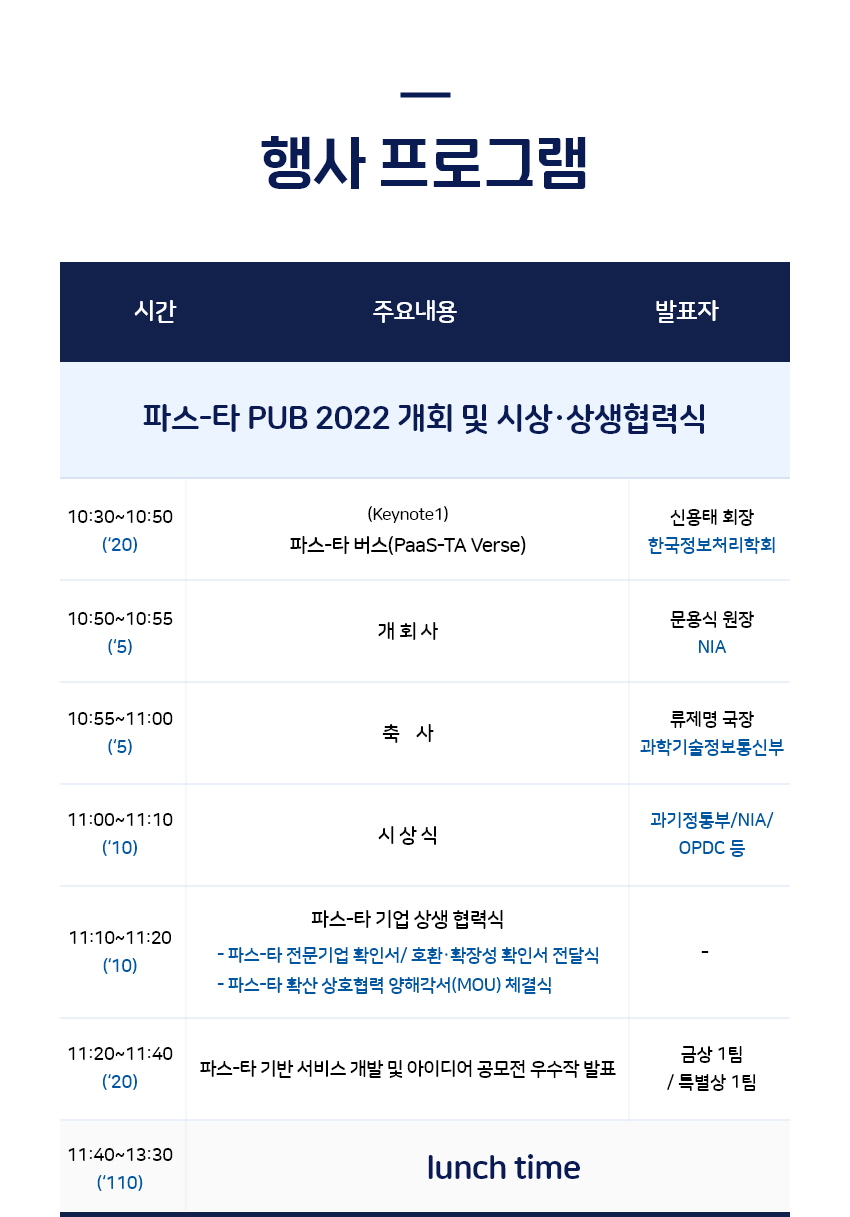 행사 프로그램
시간 주요내용 발표자
파스-타 PUB 2022 개회 및 시상·상생협력식
10:30~10:50
(‘20)
(Keynote1)
파스-타 버스(PaaS-TA Verse)
신용태 회장
한국정보처리학회
10:50~10:55
(‘5)
개 회 사
문용식 원장
NIA
10:55~11:00
(‘5)
축 사
류제명 국장
과학기술정보통신부
11:00~11:10
(‘10)
시 상 식
과기정통부/NIA/
OPDC 등
11:10~11:20
(‘10)
파스-타 기업 상생 협력식
- 파스-타 전문기업 확인서/ 호환·확장성 확인서 전달식
- 파스-타 확산 상호협력 양해각서(MOU) 체결식
-
11:20~11:40
(‘20)
파스-타 기반 서비스 개발 및 아이디어 공모전 우수작 발표
금상 1팀
/ 특별상 1팀
11:40~13:30
(‘110)
lunch time